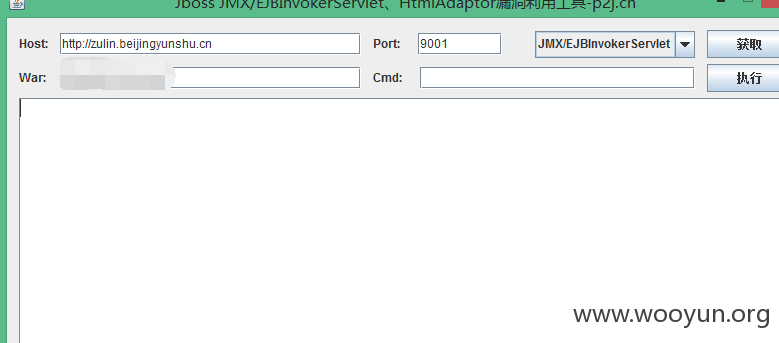 Jboss JMX/EJBInvokerServlet、HtmlAdaptor漏洞利用工具-p2j.cn
Host: http://zulin.beijingyunshu.cn Port: 9001 JMX/EJBInvokerServlet 获取
War: Cmd: 执行
www.wooyun.org